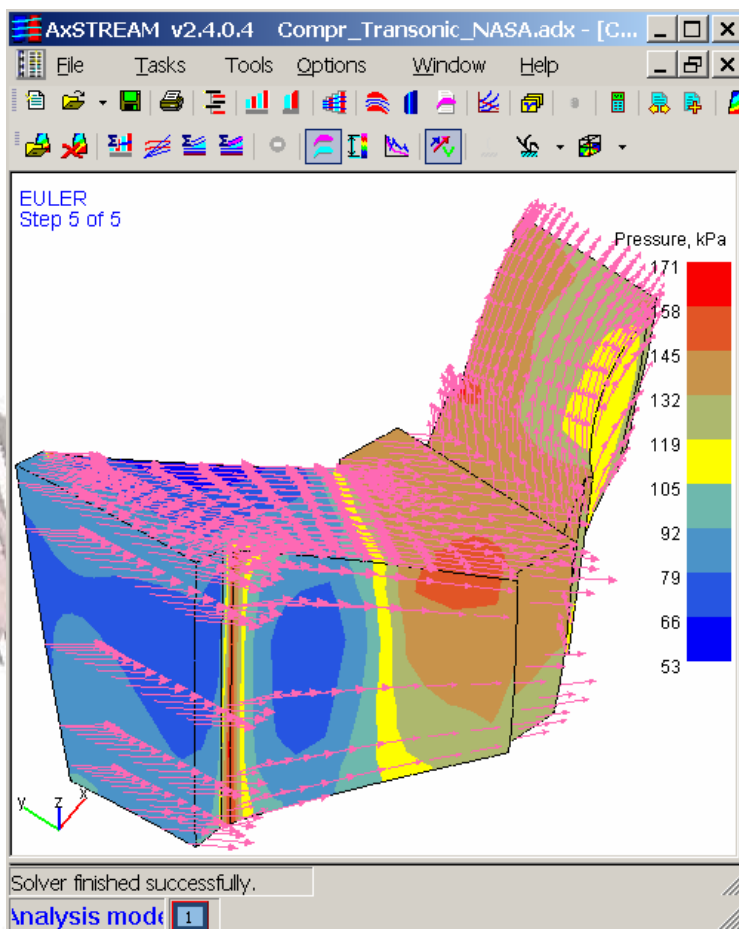 AxSTREAM v2.4.0.4 Compr_Transonic_NASA.adx - [C...
File Tasks Tools Options Window Help
EULER
Step 5 of 5
Pressure, kPa
171
158
145
132
119
105
92
79
66
53
y z x
Solver finished successfully.
Analysis mode 1